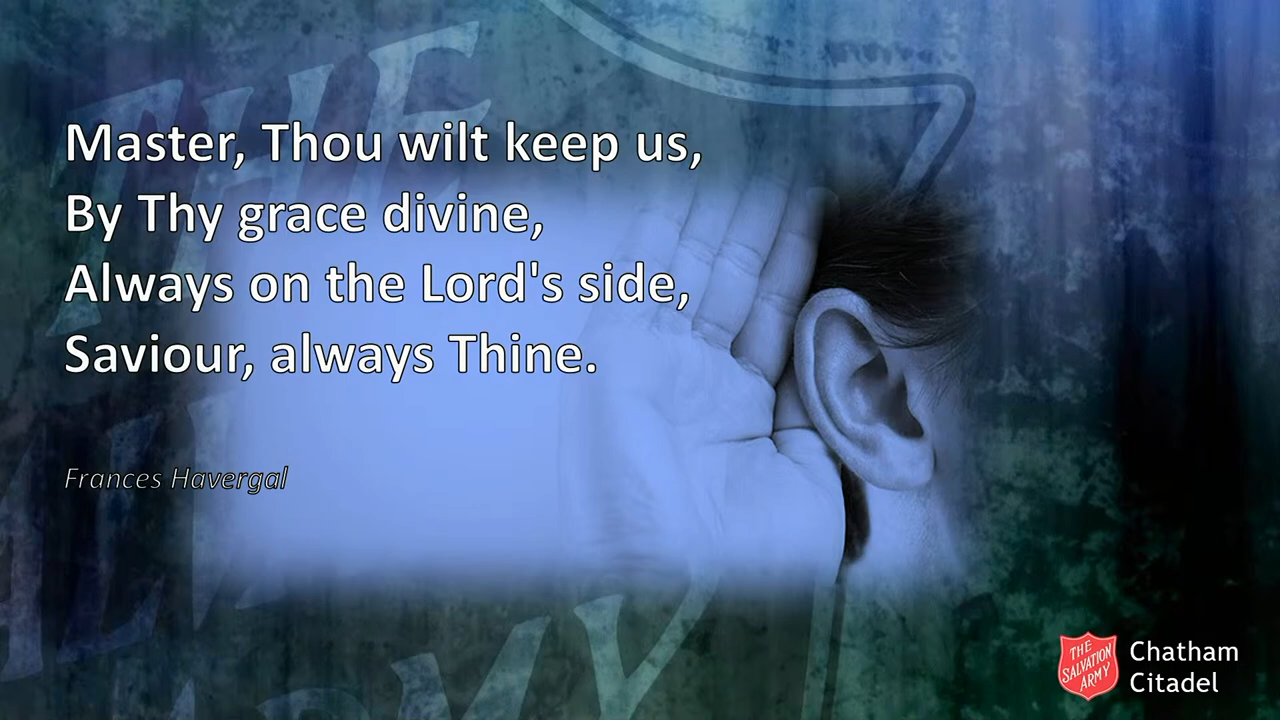 Master, Thou wilt keep us,
By Thy grace divine,
Always on the Lord's side,
Saviour, always Thine.
Frances Havergal
THE
SALVATION
ARMY
Chatham
Citadel